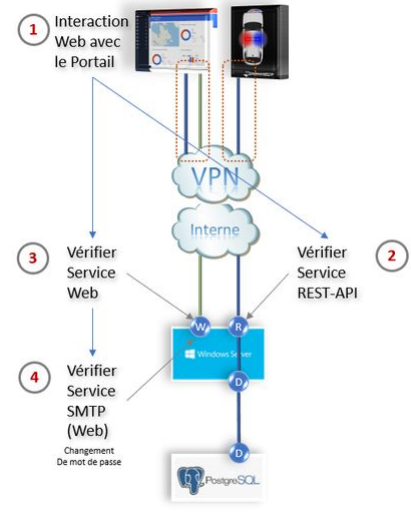 1
Interaction
Web avec
le Portail
VPN
Interne
3
Vérifier
Service
Web
Vérifier
Service
REST-API
2
W
R
Windows Server
D
4
Vérifier
Service
SMTP
(Web)
Changement
De mot de passe
D
PostgreSQL